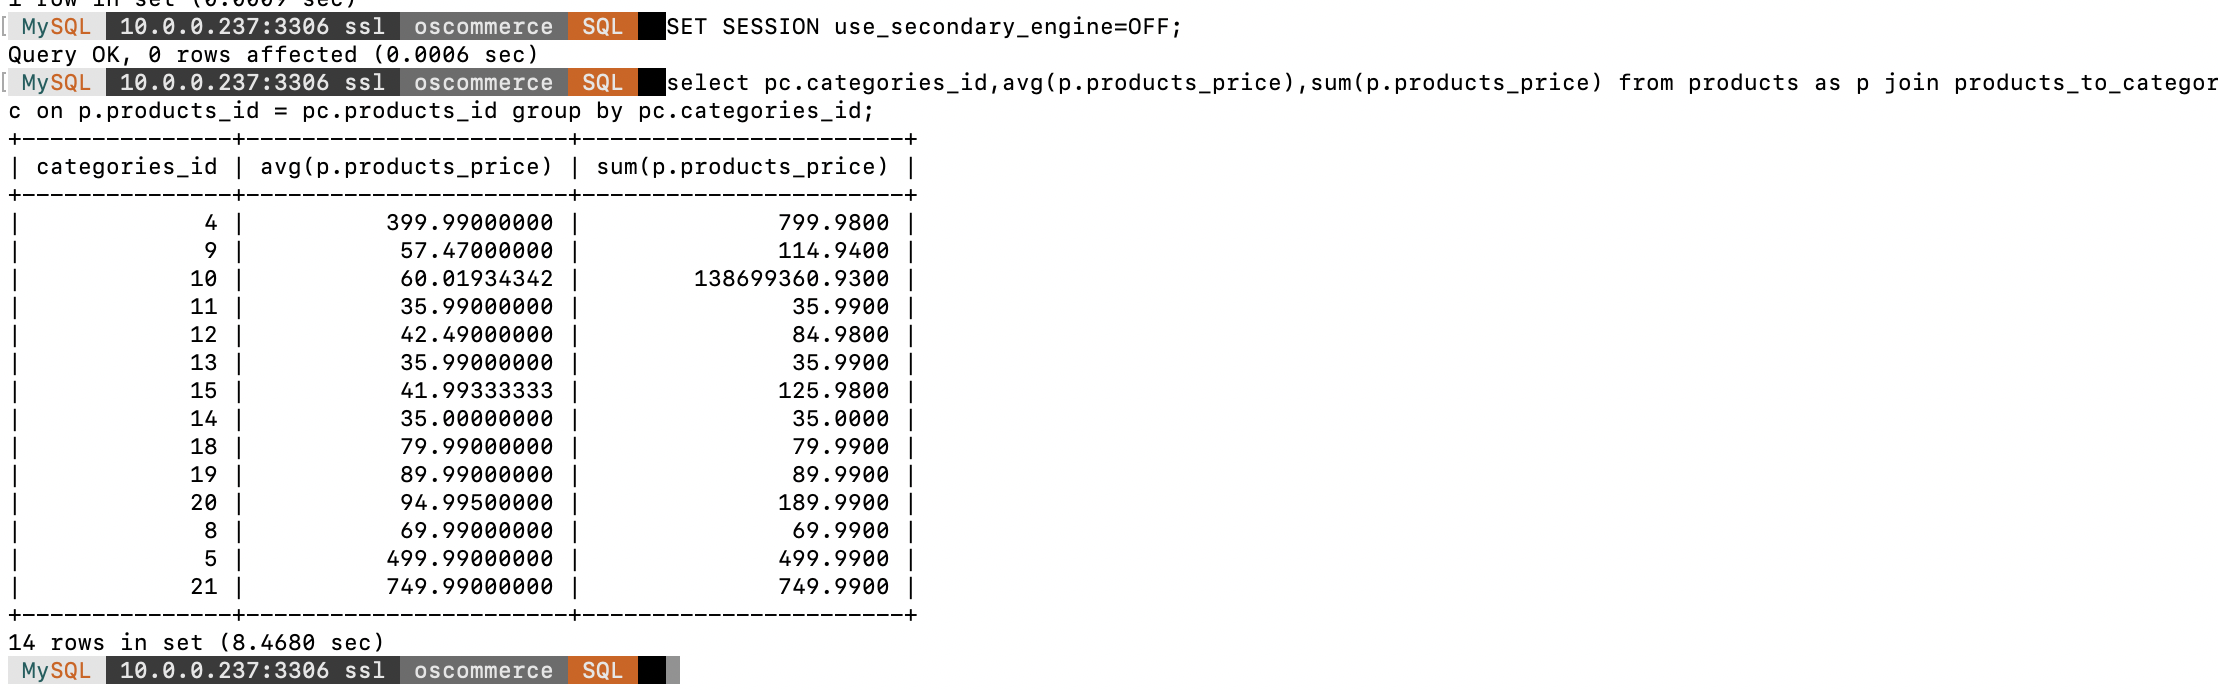 1 row in set (0.0009 sec)
MySQL 10.0.0.237:3306 ssl oscommerce SQL SET SESSION use_secondary_engine=OFF;
Query OK, 0 rows affected (0.0006 sec)
MySQL 10.0.0.237:3306 ssl oscommerce SQL select pc.categories_id,avg(p.products_price),sum(p.products_price) from products as p join products_to_categor
c on p.products_id = pc.products_id group by pc.categories_id;
+---------------+-----------------------+-----------------------+
| categories_id | avg(p.products_price) | sum(p.products_price) |
+---------------+-----------------------+-----------------------+
| 4 | 399.99000000 | 799.9800 |
| 9 | 57.47000000 | 114.9400 |
| 10 | 60.01934342 | 138699360.9300 |
| 11 | 35.99000000 | 35.9900 |
| 12 | 42.49000000 | 84.9800 |
| 13 | 35.99000000 | 35.9900 |
| 15 | 41.99333333 | 125.9800 |
| 14 | 35.00000000 | 35.0000 |
| 18 | 79.99000000 | 79.9900 |
| 19 | 89.99000000 | 89.9900 |
| 20 | 94.99500000 | 189.9900 |
| 8 | 69.99000000 | 69.9900 |
| 5 | 499.99000000 | 499.9900 |
| 21 | 749.99000000 | 749.9900 |
+---------------+-----------------------+-----------------------+
14 rows in set (8.4680 sec)
MySQL 10.0.0.237:3306 ssl oscommerce SQL